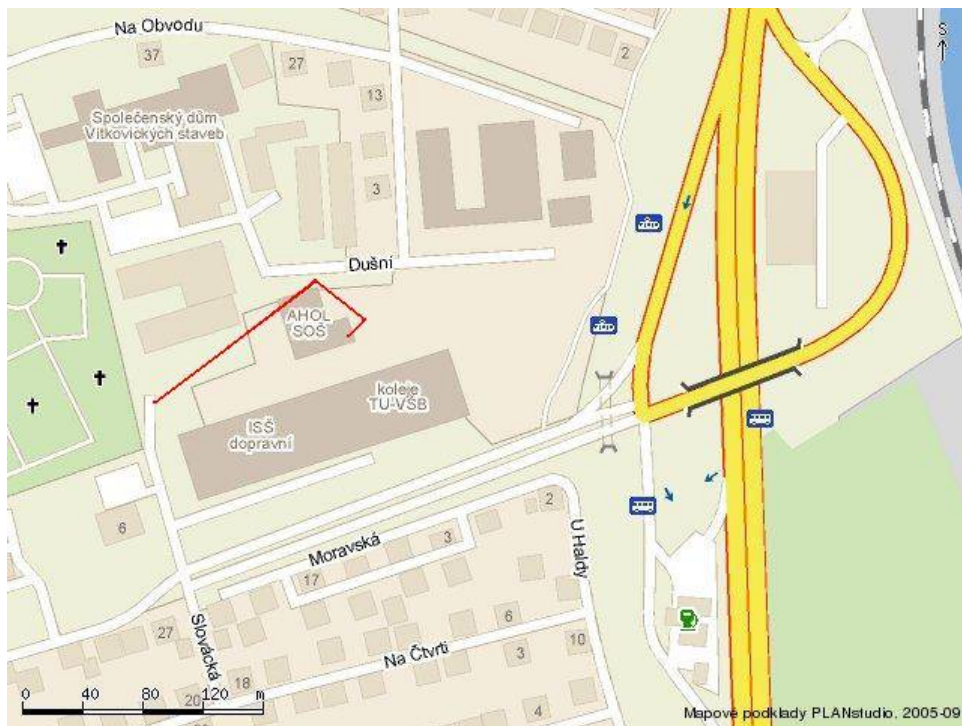 Na Obvodu
37
27
2
S
13
Společenský dům
Vítkovických staveb
3
Dušní
AHOL
SOŠ
koleje
TU-VŠB
ISŠ
dopravní
6
2
Moravská
3
17
U Haldy
Slovácká
27
6
10
Na Čtvrti
3
18
20
4
0 40 80 120 m
Mapové podklady PLANstudio, 2005-09